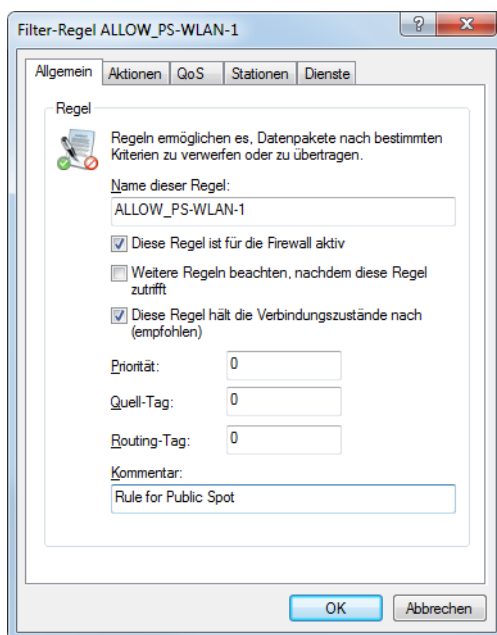 Filter-Regel ALLOW_PS-WLAN-1
?
Allgemein Aktionen QoS Stationen Dienste
Regel
Regeln ermöglichen es, Datenpakete nach bestimmten
Kriterien zu verwerfen oder zu übertragen.
Name dieser Regel:
ALLOW_PS-WLAN-1
Diese Regel ist für die Firewall aktiv
Weitere Regeln beachten, nachdem diese Regel
zutrifft
Diese Regel hält die Verbindungszustände nach
(empfohlen)
Priorität: 0
Quell-Tag: 0
Routing-Tag: 0
Kommentar:
Rule for Public Spot
OK Abbrechen